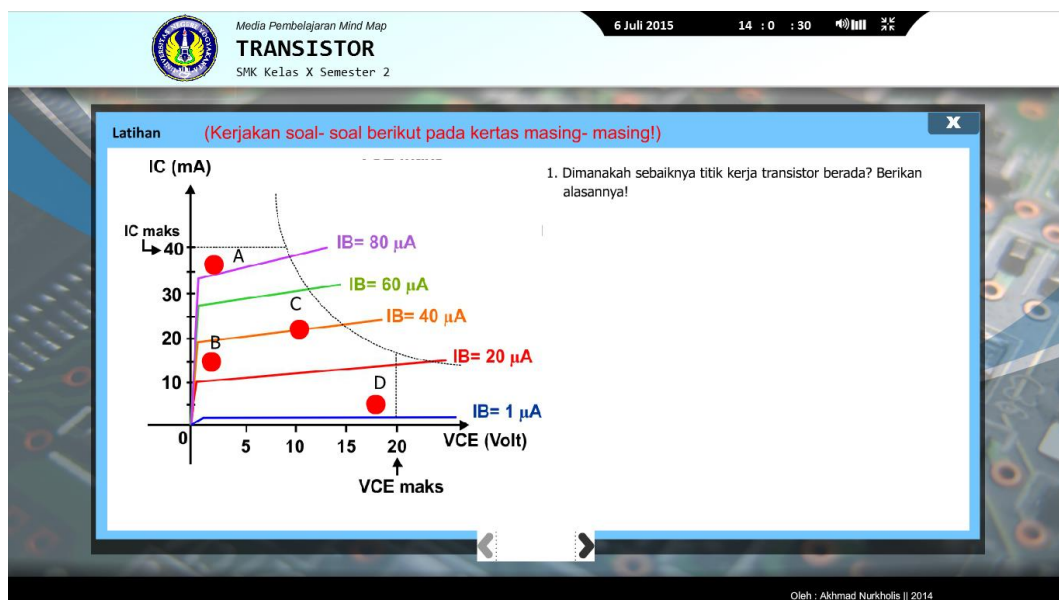 Media Pembelajaran Mind Map
TRANSISTOR
SMK Kelas X Semester 2
6 Juli 2015 14 : 0 : 30
Latihan (Kerjakan soal- soal berikut pada kertas masing- masing!)
X
1. Dimanakah sebaiknya titik kerja transistor berada? Berikan
alasannya!
IC (mA)
IC maks
40
30
20
10
0
A
B
C
D
IB= 80 µA
IB= 60 µA
IB= 40 µA
IB= 20 µA
IB= 1 µA
5 10 15 20
VCE (Volt)
VCE maks
Oleh : Akhmad Nurkholis || 2014